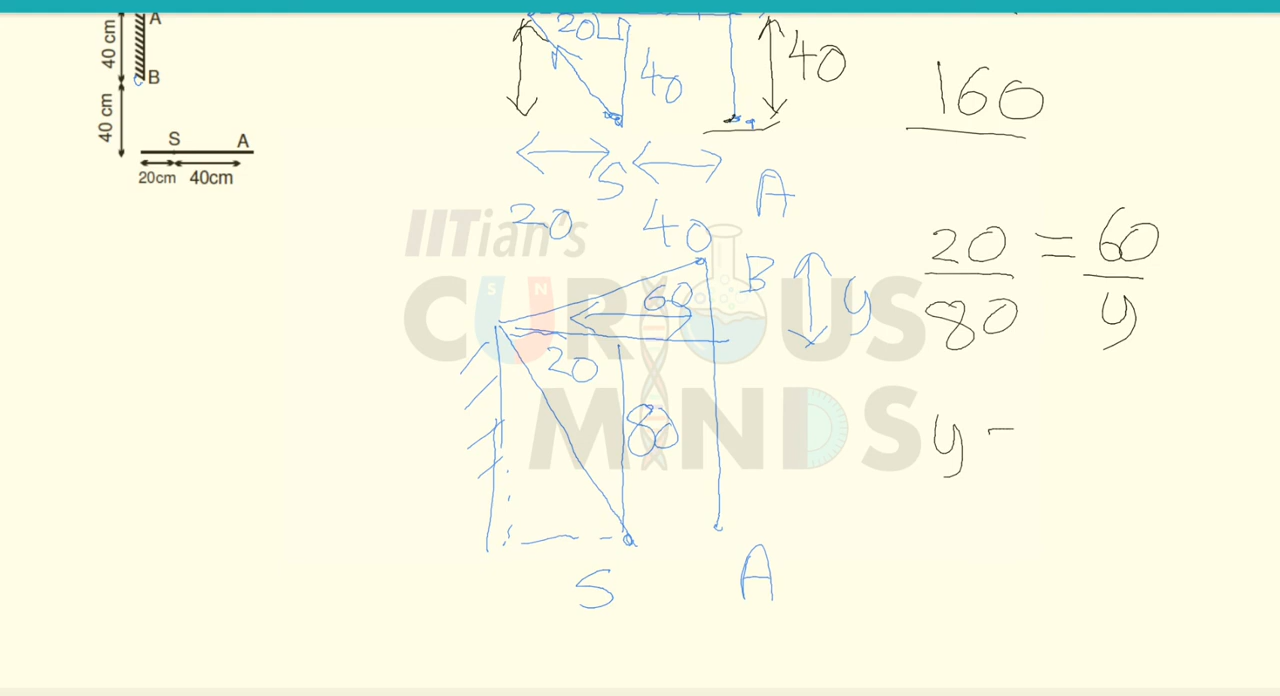 40 cm
A
B
40 cm
S
A
20cm
40cm
20
40
40
S
A
20
40
160
IITian's
CURIOUS
MINDS
S
N
B
60
y
20
80
S
A
20 = 60
80 y
y =